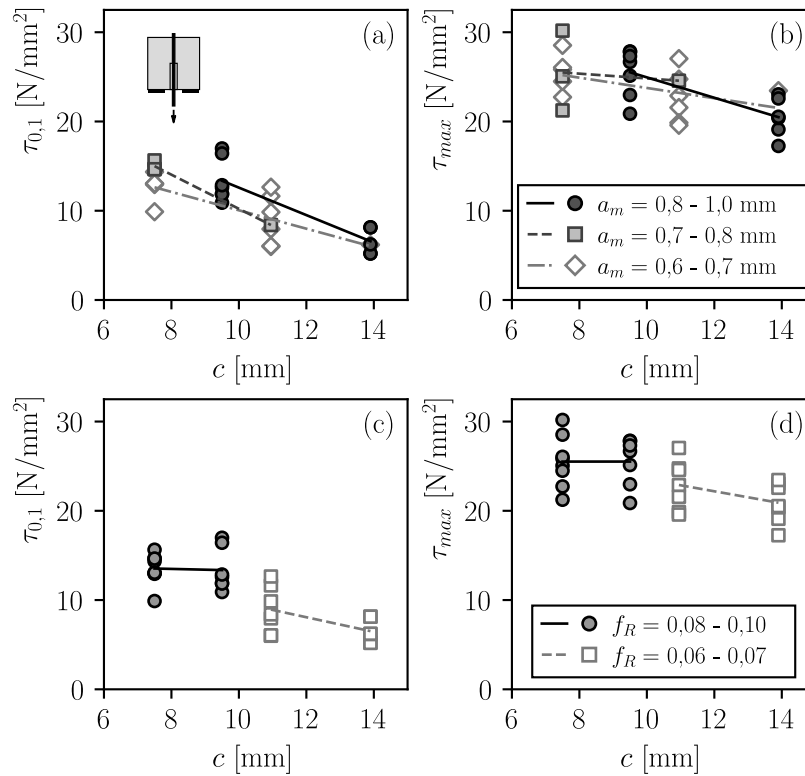 (a)
τ0,1 [N/mm²]
30
20
10
0
6 8 10 12 14
c [mm]
(b)
τmax [N/mm²]
30
20
10
0
am = 0,8 - 1,0 mm
am = 0,7 - 0,8 mm
am = 0,6 - 0,7 mm
6 8 10 12 14
c [mm]
(c)
τ0,1 [N/mm²]
30
20
10
0
6 8 10 12 14
c [mm]
(d)
τmax [N/mm²]
30
20
10
0
fR = 0,08 - 0,10
fR = 0,06 - 0,07
6 8 10 12 14
c [mm]